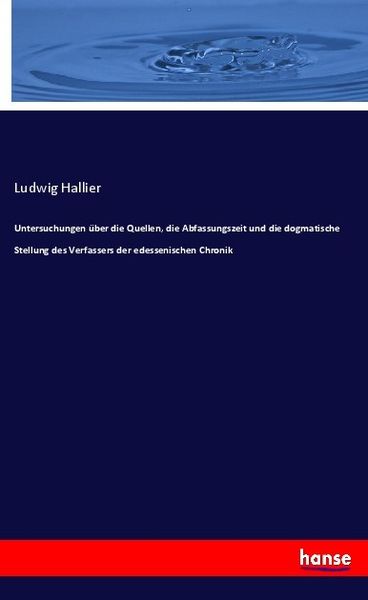 Ludwig Hallier
Untersuchungen über die Quellen, die Abfassungszeit und die dogmatische
Stellung des Verfassers der edessenischen Chronik
hanse